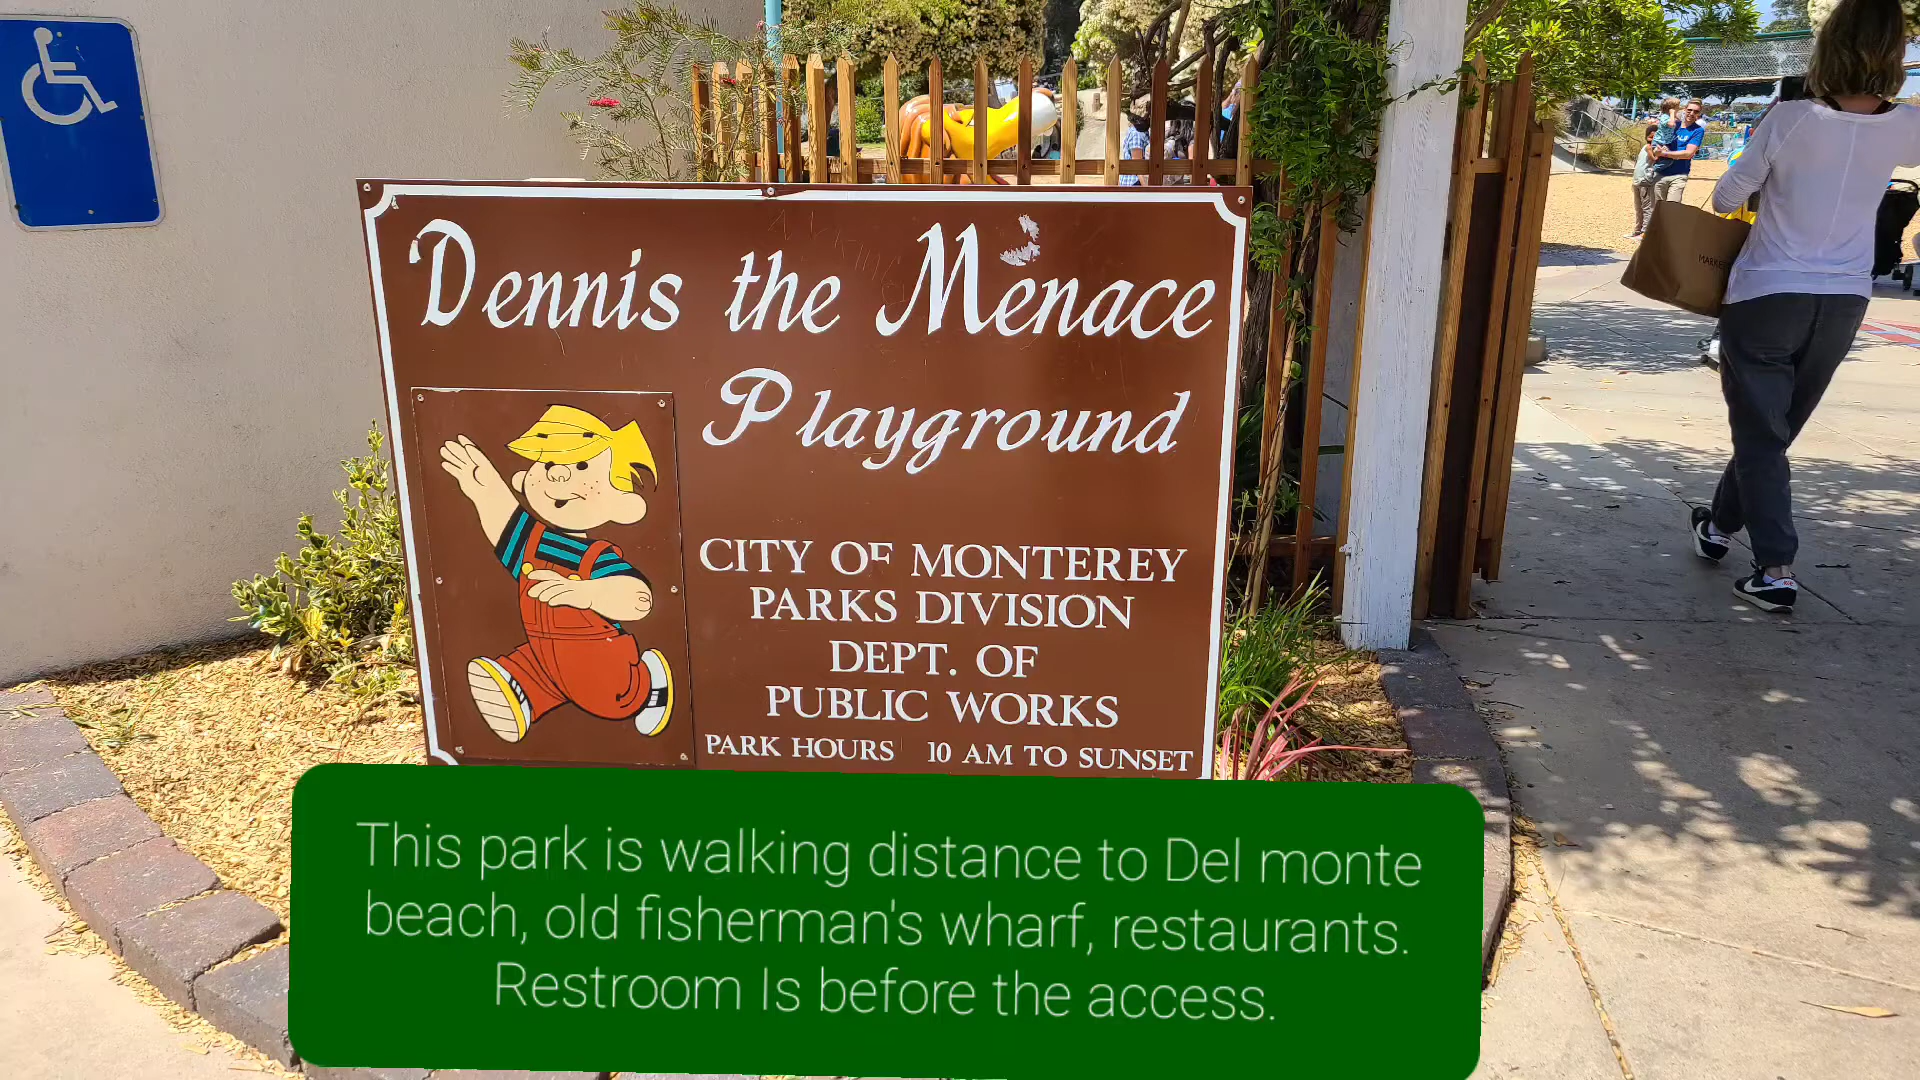 Dennis the Menace
Playground
CITY OF MONTEREY
PARKS DIVISION
DEPT. OF
PUBLIC WORKS
PARK HOURS 10 AM TO SUNSET
This park is walking distance to Del monte
beach, old fisherman's wharf, restaurants.
Restroom Is before the access.